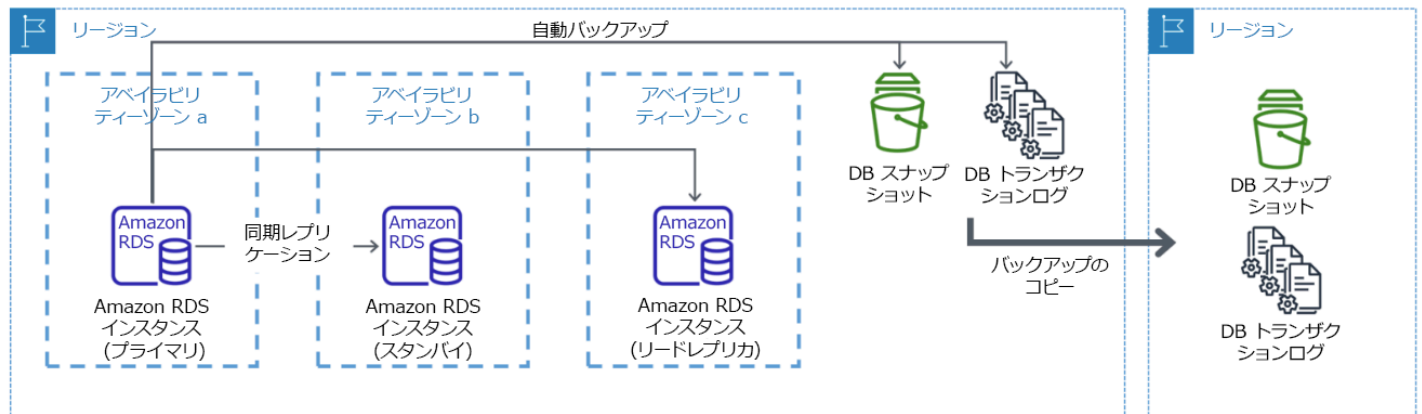 リージョン
自動バックアップ
リージョン
アベイラビリ
ティーゾーン a
アベイラビリ
ティーゾーン b
アベイラビリ
ティーゾーン c
DB スナップ
ショット
DB トランザク
ションログ
DB スナップ
ショット
Amazon
RDS
同期レプリ
ケーション
Amazon
RDS
Amazon
RDS
バックアップの
コピー
Amazon RDS
インスタンス
(プライマリ)
Amazon RDS
インスタンス
(スタンバイ)
Amazon RDS
インスタンス
(リードレプリカ)
DB トランザク
ションログ